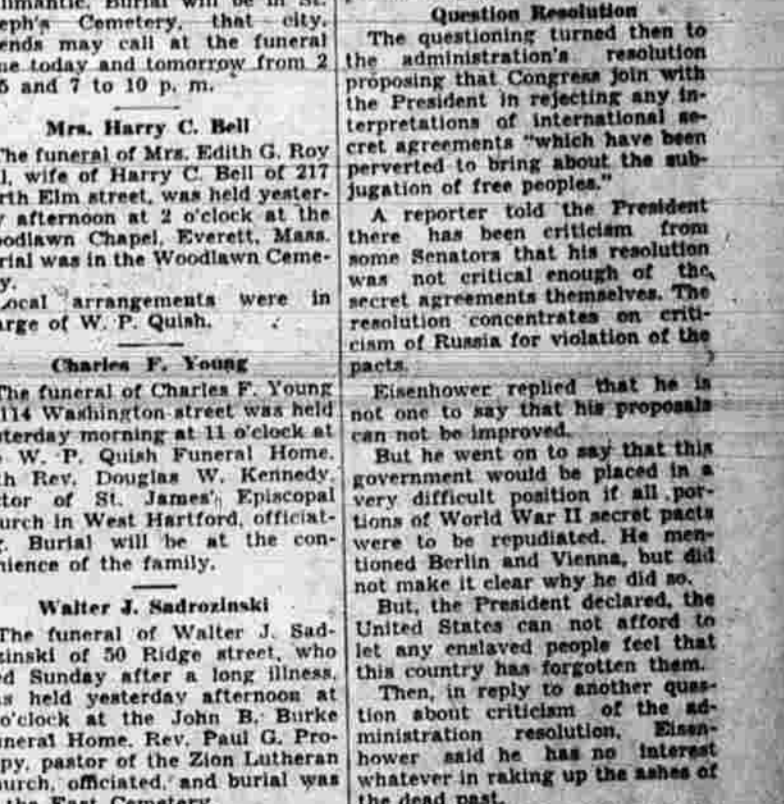 Burial will be in St.
eph's Cemetery, that city.
ends may call at the funeral
me today and tomorrow from 2
5 and 7 to 10 p. m.
Mrs. Harry C. Bell
The funeral of Mrs. Edith G. Roy
l, wife of Harry C. Bell of 217
rth Elm street, was held yester-
y afternoon at 2 o'clock at the
odlawn Chapel, Everett, Mass.
rial was in the Woodlawn Ceme-
y.
Local arrangements were in
arge of W. P. Quish.
Charles F. Young
The funeral of Charles F. Young
114 Washington street was held
sterday morning at 11 o'clock at
W. P. Quish Funeral Home.
th Rev. Douglas W. Kennedy,
ctor of St. James' Episcopal
urch in West Hartford, officiat-
g. Burial will be at the con-
nience of the family.
Walter J. Sadrozinski
The funeral of Walter J. Sad-
zinski of 50 Ridge street, who
ed Sunday after a long illness,
s held yesterday afternoon at
o'clock at the John B. Burke
neral Home. Rev. Paul G. Pro-
py, pastor of the Zion Lutheran
urch, officiated, and burial was
the East Cemetery.
Question Resolution
The questioning turned then to
the administration's resolution
proposing that Congress join with
the President in rejecting any in-
terpretations of international se-
cret agreements "which have been
perverted to bring about the sub-
jugation of free peoples."
A reporter told the President
there has been criticism from
some Senators that his resolution
was not critical enough of the
secret agreements themselves. The
resolution concentrates on criti-
cism of Russia for violation of the
pacts.
Eisenhower replied that he is
not one to say that his proposals
can not be improved.
But he went on to say that this
government would be placed in a
very difficult position if all por-
tions of World War II secret pacts
were to be repudiated. He men-
tioned Berlin and Vienna, but did
not make it clear why he did so.
But, the President declared, the
United States can not afford to
let any enslaved people feel that
this country has forgotten them.
Then, in reply to another ques-
tion about criticism of the ad-
ministration resolution, Eisen-
hower said he has no interest
whatever in raking up the ashes of
the dead past.